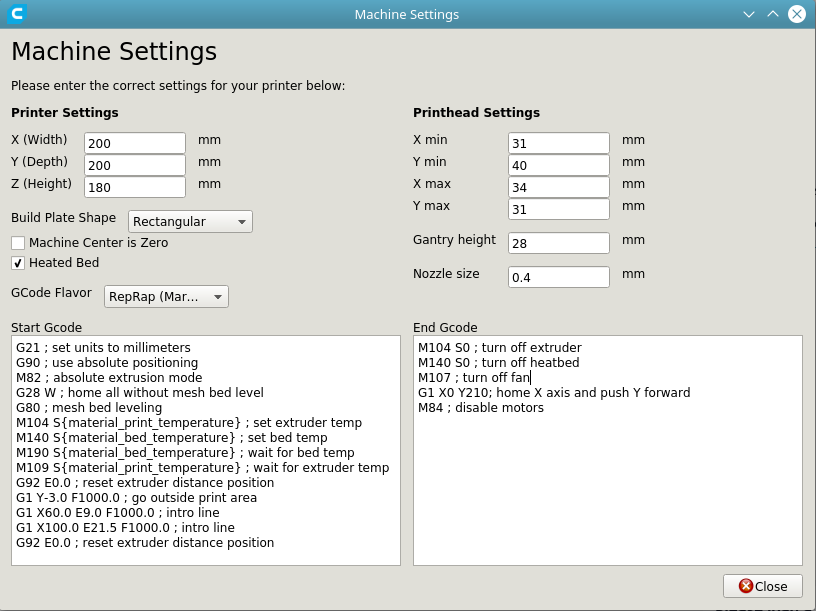 Machine Settings
Machine Settings
Please enter the correct settings for your printer below:
Printer Settings
X (Width) 200 mm
Y (Depth) 200 mm
Z (Height) 180 mm
Build Plate Shape Rectangular
Machine Center is Zero
Heated Bed
GCode Flavor RepRap (Mar...
Printhead Settings
X min 31 mm
Y min 40 mm
X max 34 mm
Y max 31 mm
Gantry height 28 mm
Nozzle size 0.4 mm
Start Gcode
G21 ; set units to millimeters
G90 ; use absolute positioning
M82 ; absolute extrusion mode
G28 W ; home all without mesh bed level
G80 ; mesh bed leveling
M104 S{material_print_temperature} ; set extruder temp
M140 S{material_bed_temperature} ; set bed temp
M190 S{material_bed_temperature} ; wait for bed temp
M109 S{material_print_temperature} ; wait for extruder temp
G92 E0.0 ; reset extruder distance position
G1 Y-3.0 F1000.0 ; go outside print area
G1 X60.0 E9.0 F1000.0 ; intro line
G1 X100.0 E21.5 F1000.0 ; intro line
G92 E0.0 ; reset extruder distance position
End Gcode
M104 S0 ; turn off extruder
M140 S0 ; turn off heatbed
M107 ; turn off fan
G1 X0 Y210; home X axis and push Y forward
M84 ; disable motors
Close